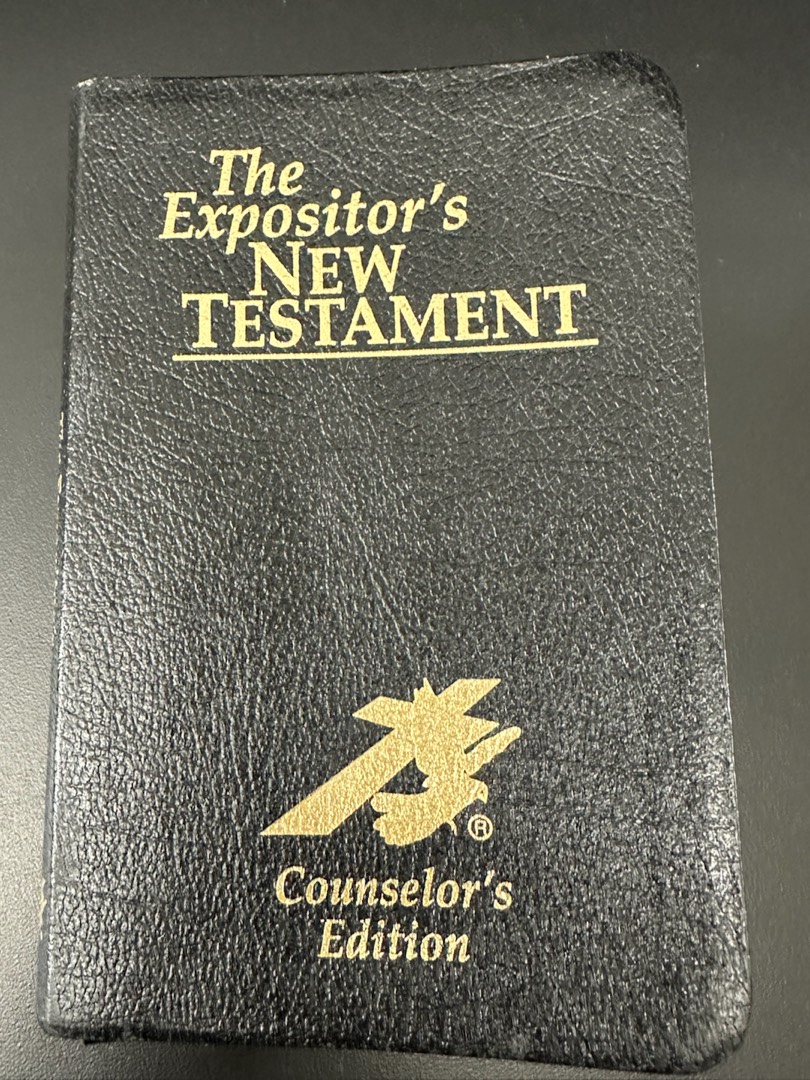 The
Expositor's
NEW
TESTAMENT
®
Counselor's
Edition